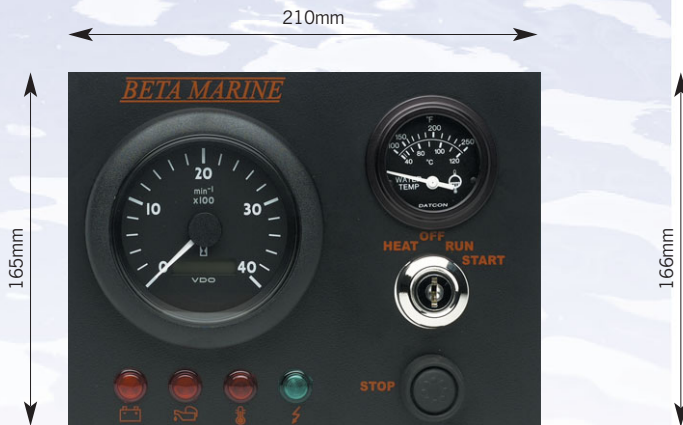 210mm
165mm
166mm
BETA MARINE
0
10
20
30
40
min⁻¹
x100
VDO
°F
100 150 200 250
40 80 100 120
°C
WATER
TEMP
DATCON
HEAT OFF RUN START
STOP